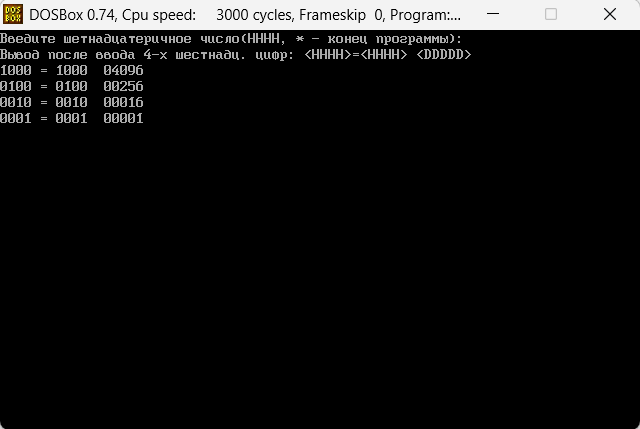 DOSBox 0.74, Cpu speed: 3000 cycles, Frameskip 0, Program:...
Введите шетнадцатеричное число(HHHH, * - конец программы):
Вывод после ввода 4-х шестнадц. цифр: <HHHH>=<HHHH> <DDDDD>
1000 = 1000 04096
0100 = 0100 00256
0010 = 0010 00016
0001 = 0001 00001